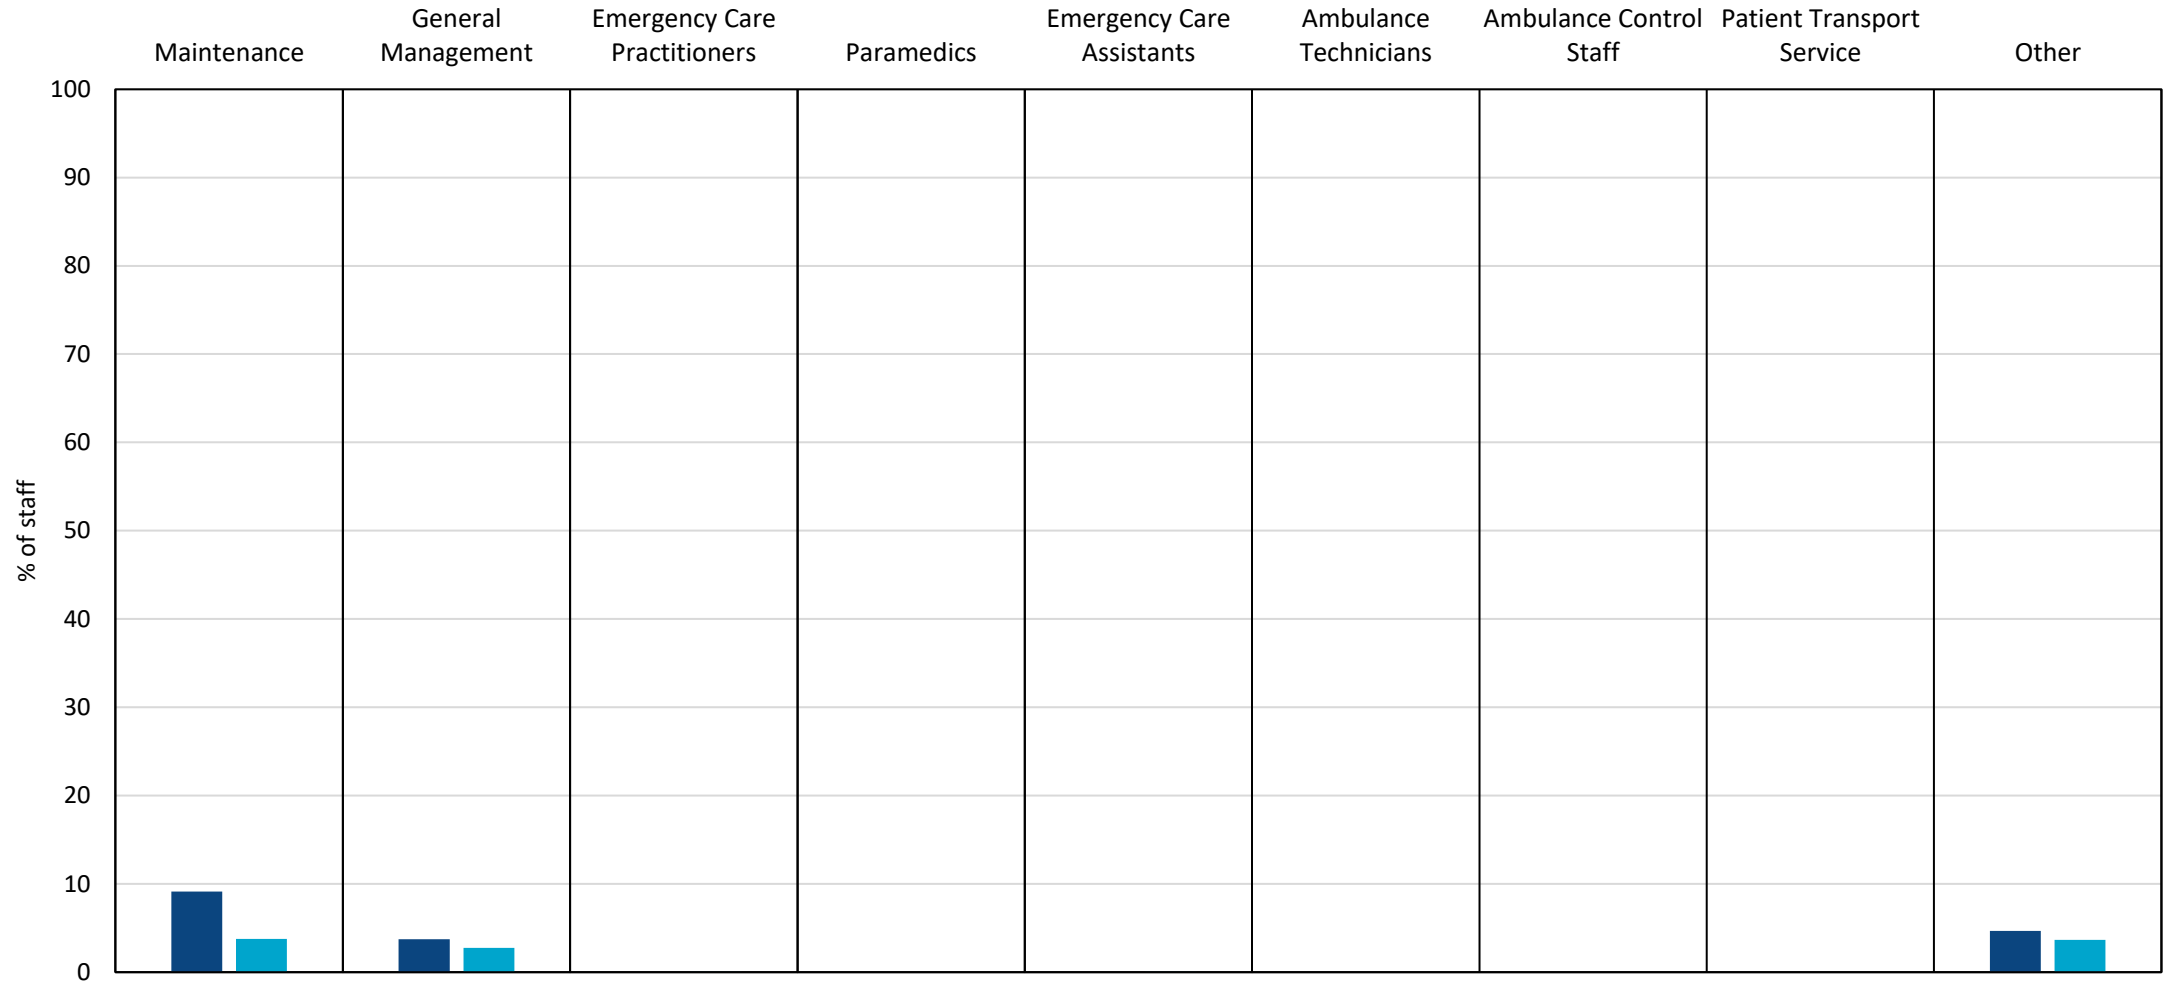 Maintenance
General
Management
Emergency Care
Practitioners
Paramedics
Emergency Care
Assistants
Ambulance
Technicians
Ambulance Control
Staff
Patient Transport
Service
Other
100
90
80
70
60
50
40
30
20
10
0
% of staff